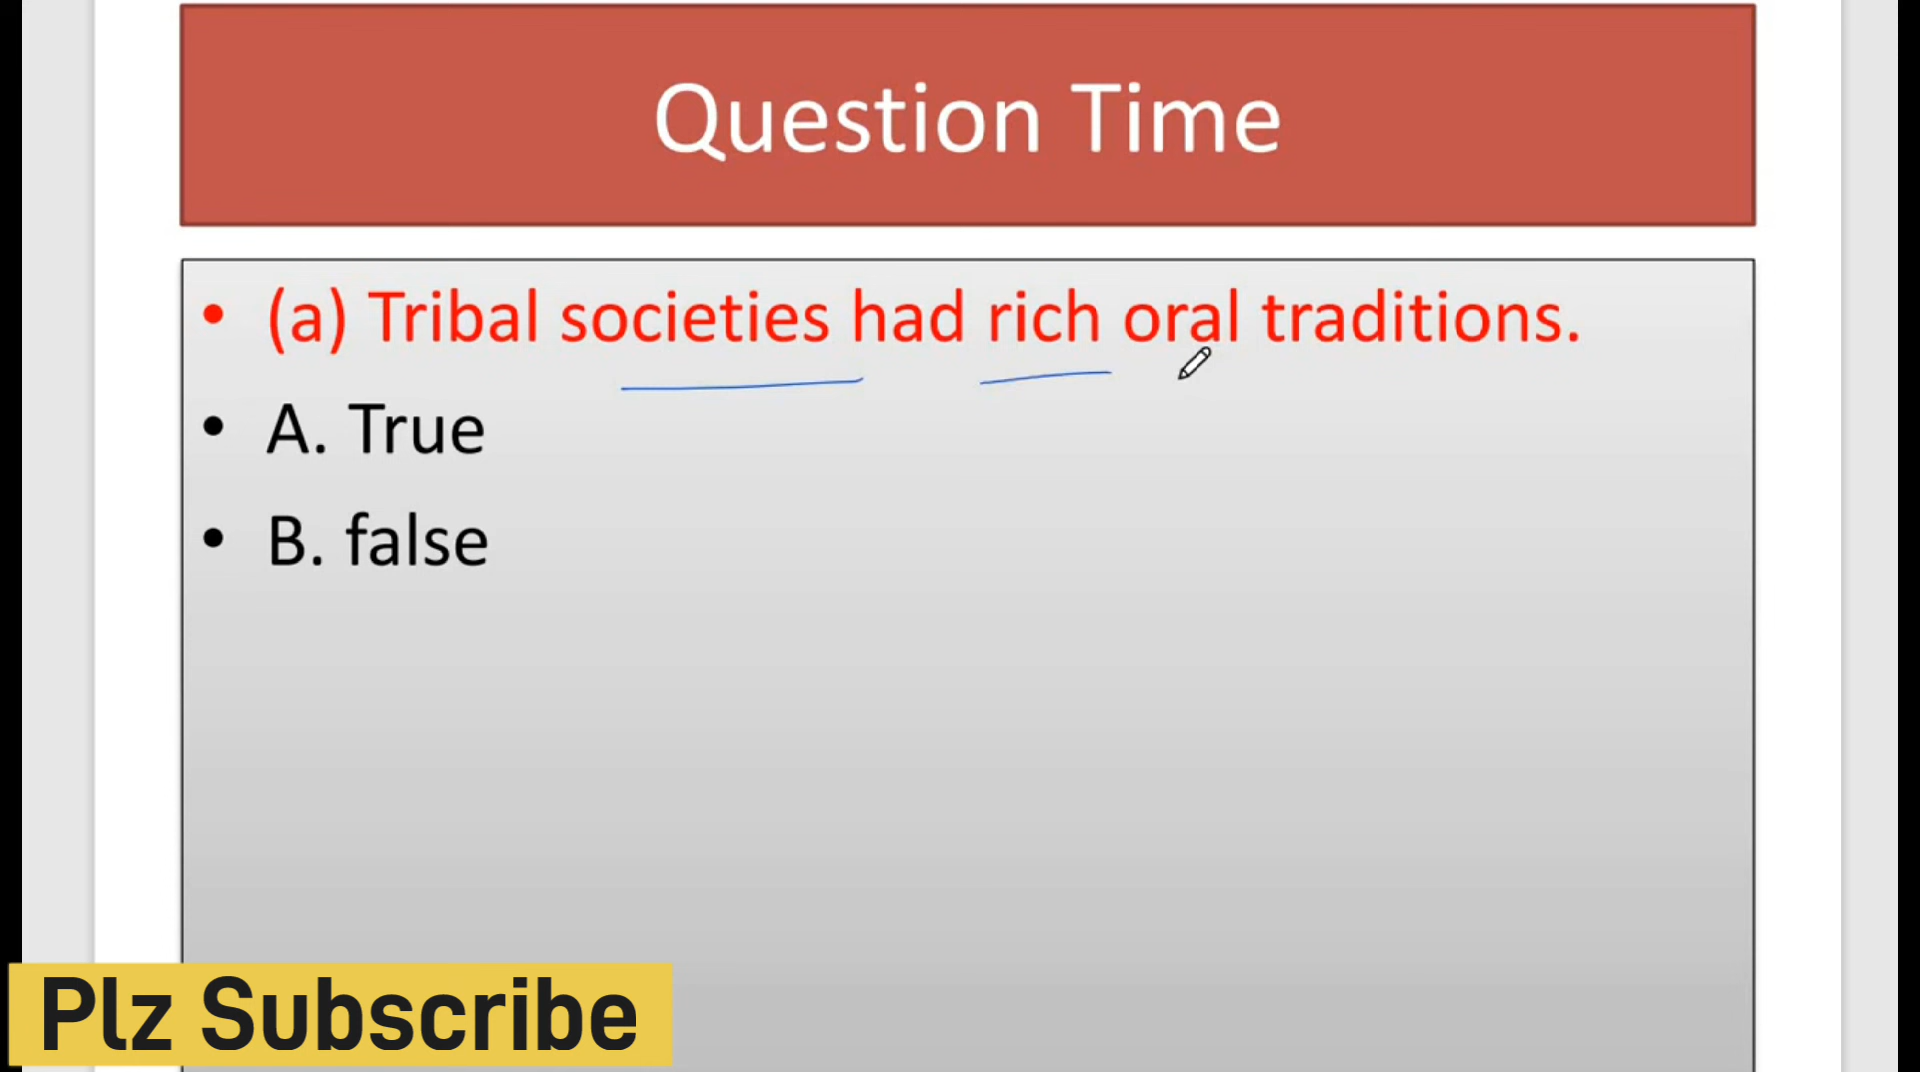 Question Time
• (a) Tribal societies had rich oral traditions.
• A. True
• B. false
Plz Subscribe